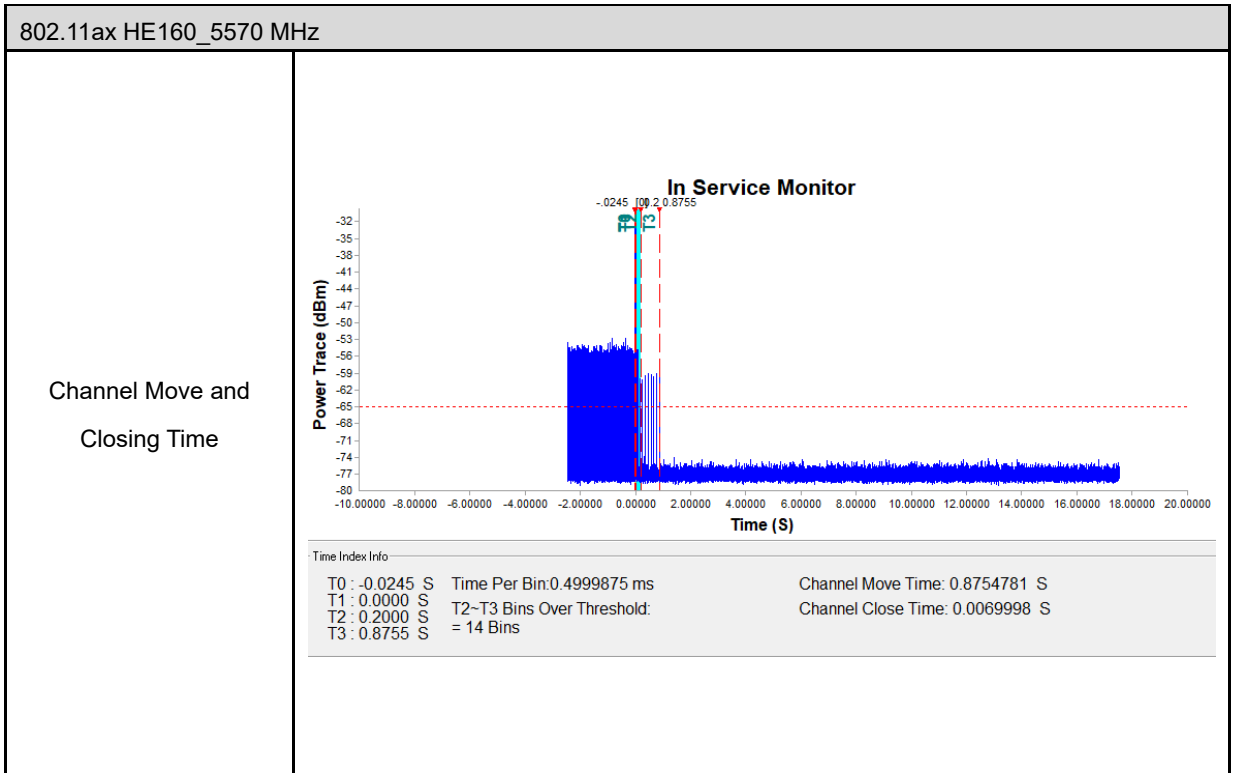 802.11ax HE160_5570 MHz
Channel Move and
Closing Time
In Service Monitor
-.0245 0.2 0.8755
T2 T3
Power Trace (dBm)
-32
-35
-38
-41
-44
-47
-50
-53
-56
-59
-62
-65
-68
-71
-74
-77
-80
-10.00000 -8.00000 -6.00000 -4.00000 -2.00000 0.00000 2.00000 4.00000 6.00000 8.00000 10.00000 12.00000 14.00000 16.00000 18.00000 20.00000
Time (S)
Time Index Info
T0 : -0.0245 S
T1 : 0.0000 S
T2 : 0.2000 S
T3 : 0.8755 S
Time Per Bin:0.4999875 ms
T2~T3 Bins Over Threshold:
= 14 Bins
Channel Move Time: 0.8754781 S
Channel Close Time: 0.0069998 S